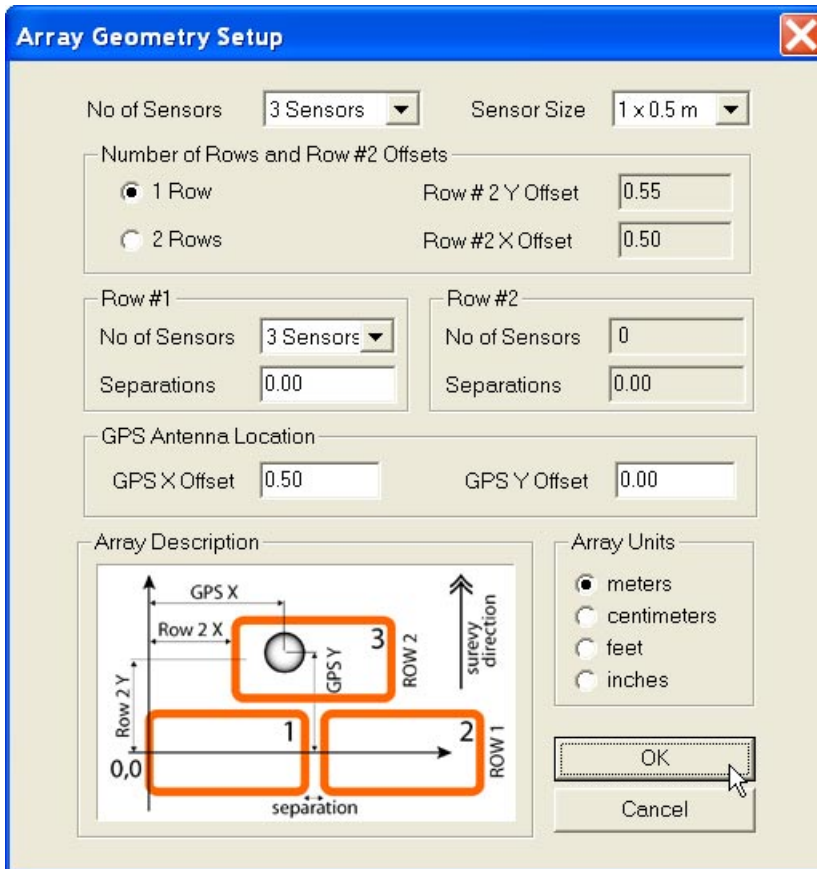 Array Geometry Setup
No of Sensors 3 Sensors Sensor Size 1 x 0.5 m
Number of Rows and Row #2 Offsets
1 Row Row # 2 Y Offset 0.55
2 Rows Row #2 X Offset 0.50
Row #1
No of Sensors 3 Sensors
Separations 0.00
Row #2
No of Sensors 0
Separations 0.00
GPS Antenna Location
GPS X Offset 0.50 GPS Y Offset 0.00
Array Description
GPS X
Row 2 X
Row 2 Y
GPS Y
3
ROW 2
surevy
direction
1
2
ROW 1
0,0
separation
Array Units
meters
centimeters
feet
inches
OK
Cancel